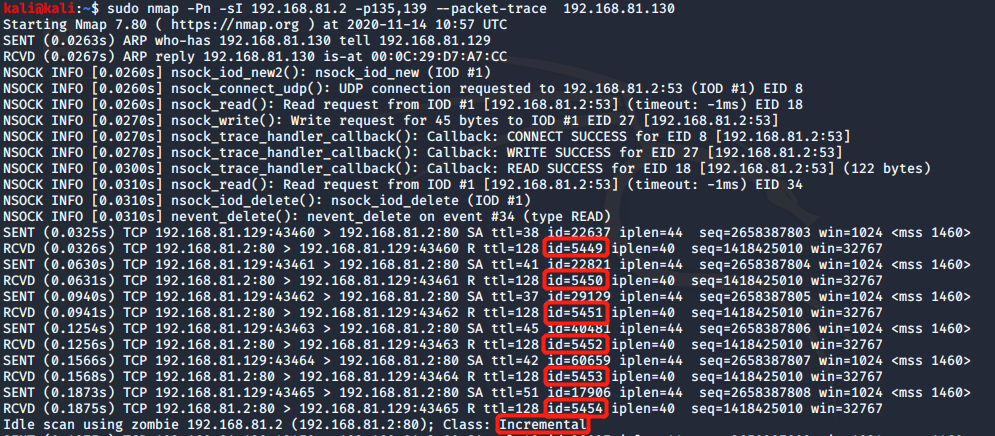 kali@kali:~$ sudo nmap -Pn -sI 192.168.81.2 -p135,139 --packet-trace  192.168.81.130
Starting Nmap 7.80 ( https://nmap.org ) at 2020-11-14 10:57 UTC
SENT (0.0263s) ARP who-has 192.168.81.130 tell 192.168.81.129
RCVD (0.0267s) ARP reply 192.168.81.130 is-at 00:0C:29:D7:A7:CC
NSOCK INFO [0.0260s] nsock_iod_new2(): nsock_iod_new (IOD #1)
NSOCK INFO [0.0260s] nsock_connect_udp(): UDP connection requested to 192.168.81.2:53 (IOD #1) EID 8
NSOCK INFO [0.0260s] nsock_read(): Read request from IOD #1 [192.168.81.2:53] (timeout: -1ms) EID 18
NSOCK INFO [0.0270s] nsock_write(): Write request for 45 bytes to IOD #1 EID 27 [192.168.81.2:53]
NSOCK INFO [0.0270s] nsock_trace_handler_callback(): Callback: CONNECT SUCCESS for EID 8 [192.168.81.2:53]
NSOCK INFO [0.0270s] nsock_trace_handler_callback(): Callback: WRITE SUCCESS for EID 27 [192.168.81.2:53]
NSOCK INFO [0.0300s] nsock_trace_handler_callback(): Callback: READ SUCCESS for EID 18 [192.168.81.2:53] (122 bytes)
NSOCK INFO [0.0310s] nsock_read(): Read request from IOD #1 [192.168.81.2:53] (timeout: -1ms) EID 34
NSOCK INFO [0.0310s] nsock_iod_delete(): nsock_iod_delete (IOD #1)
NSOCK INFO [0.0310s] nevent_delete(): nevent_delete on event #34 (type READ)
SENT (0.0325s) TCP 192.168.81.129:43460 > 192.168.81.2:80 SA ttl=38 id=22637 iplen=44  seq=2658387803 win=1024 <mss 1460>
RCVD (0.0326s) TCP 192.168.81.2:80 > 192.168.81.129:43460 R ttl=128 id=5449 iplen=40  seq=1418425010 win=32767
SENT (0.0630s) TCP 192.168.81.129:43461 > 192.168.81.2:80 SA ttl=41 iplen=44  seq=2658387804 win=1024 <mss 1460>
RCVD (0.0631s) TCP 192.168.81.2:80 > 192.168.81.129:43461 R ttl=128 id=5450 iplen=40  seq=1418425010 win=32767
SENT (0.0940s) TCP 192.168.81.129:43462 > 192.168.81.2:80 SA ttl=37 id=29129 iplen=44  seq=2658387805 win=1024 <mss 1460>
RCVD (0.0941s) TCP 192.168.81.2:80 > 192.168.81.129:43462 R ttl=128 id=5451 iplen=40  seq=1418425010 win=32767
SENT (0.1254s) TCP 192.168.81.129:43463 > 192.168.81.2:80 SA ttl=45 id=40481 iplen=44  seq=2658387806 win=1024 <mss 1460>
RCVD (0.1256s) TCP 192.168.81.2:80 > 192.168.81.129:43463 R ttl=128 id=5452 iplen=40  seq=1418425010 win=32767
SENT (0.1566s) TCP 192.168.81.129:43464 > 192.168.81.2:80 SA ttl=42 id=60559 iplen=44  seq=2658387807 win=1024 <mss 1460>
RCVD (0.1568s) TCP 192.168.81.2:80 > 192.168.81.129:43464 R ttl=128 id=5453 iplen=40  seq=1418425010 win=32767
SENT (0.1873s) TCP 192.168.81.129:43465 > 192.168.81.2:80 SA ttl=51 iplen=44  seq=2658387808 win=1024 <mss 1460>
RCVD (0.1875s) TCP 192.168.81.2:80 > 192.168.81.129:43465 R ttl=128 id=5454 iplen=40  seq=1418425010 win=32767
Idle scan using zombie 192.168.81.2 (192.168.81.2:80); Class: Incremental